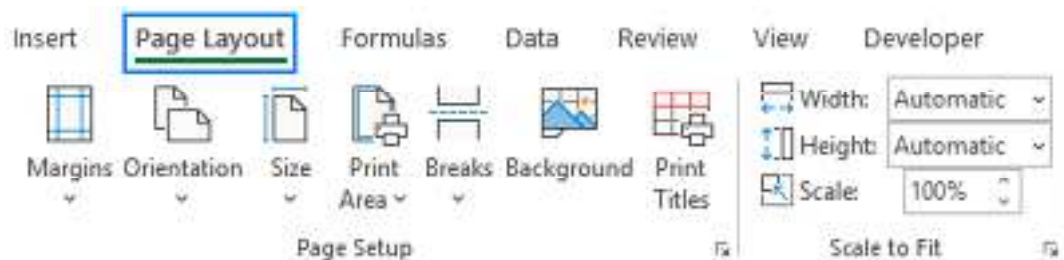 Insert Page Layout Formulas Data Review View Developer
Width: Automatic
Height: Automatic
Scale: 100%
Margins Orientation Size Print Area Breaks Background Print Titles
Page Setup Scale to Fit